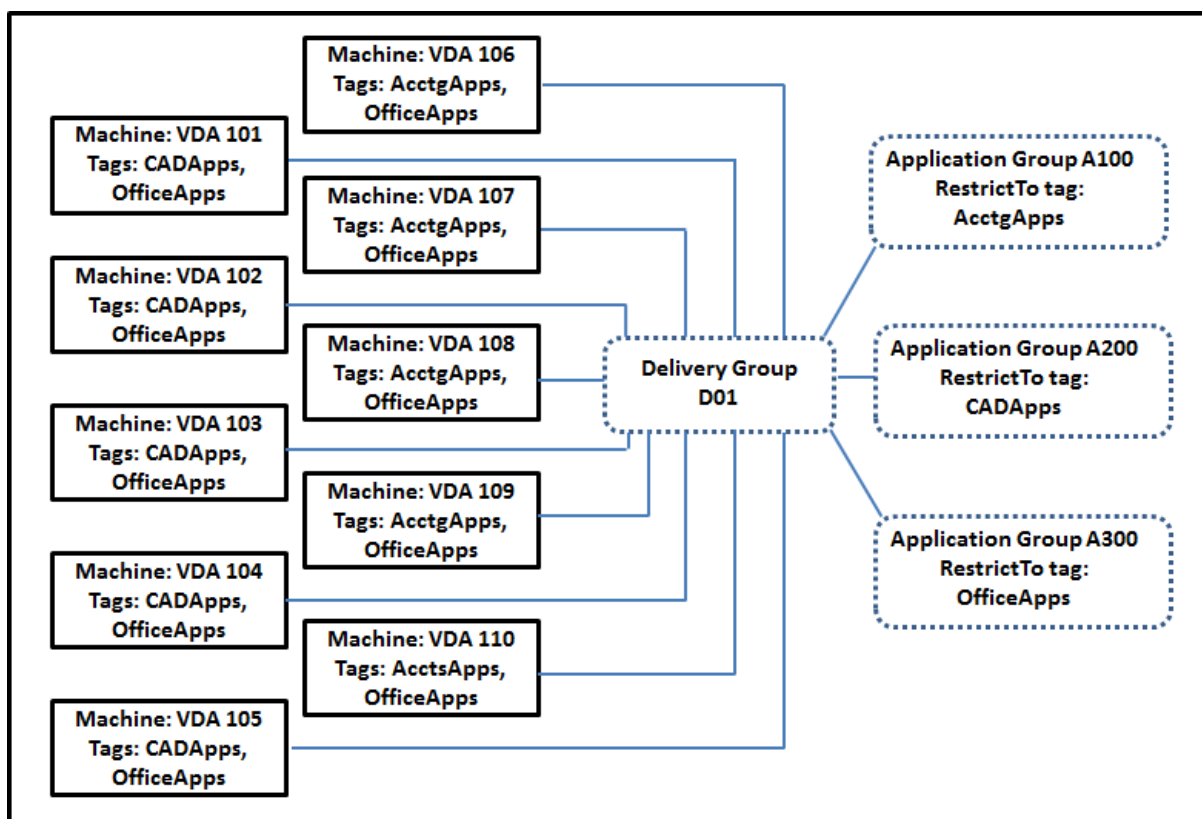 Machine: VDA 106
Tags: AcctgApps,
OfficeApps
Machine: VDA 101
Tags: CADApps,
OfficeApps
Machine: VDA 107
Tags: AcctgApps,
OfficeApps
Machine: VDA 102
Tags: CADApps,
OfficeApps
Machine: VDA 108
Tags: AcctgApps,
OfficeApps
Machine: VDA 103
Tags: CADApps,
OfficeApps
Machine: VDA 109
Tags: AcctgApps,
OfficeApps
Machine: VDA 104
Tags: CADApps,
OfficeApps
Machine: VDA 110
Tags: AcctsApps,
OfficeApps
Machine: VDA 105
Tags: CADApps,
OfficeApps
Delivery Group
D01
Application Group A100
RestrictTo tag:
AcctgApps
Application Group A200
RestrictTo tag:
CADApps
Application Group A300
RestrictTo tag:
OfficeApps